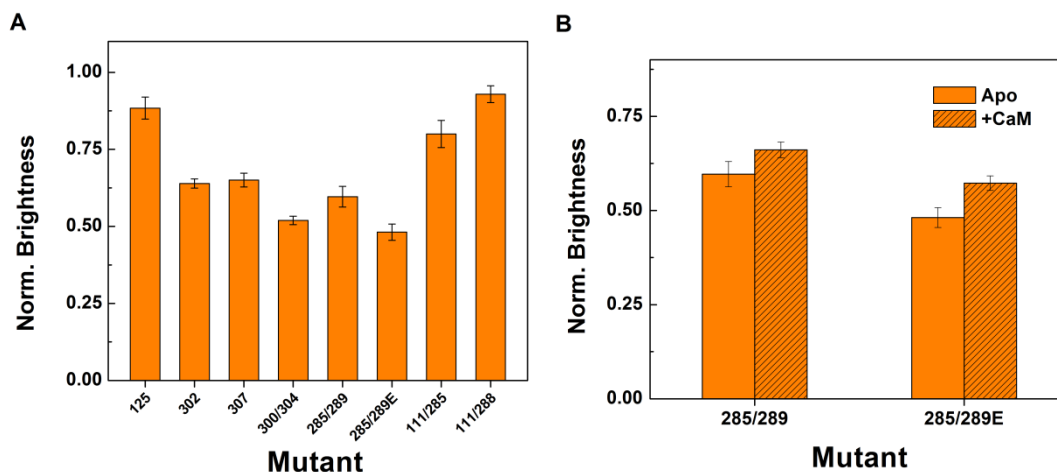 A
Norm. Brightness
1.00
0.75
0.50
0.25
0.00
125
302
307
300/304
285/289
285/289E
111/285
111/288
Mutant
B
Norm. Brightness
0.75
0.50
0.25
0.00
Apo
+CaM
285/289
285/289E
Mutant